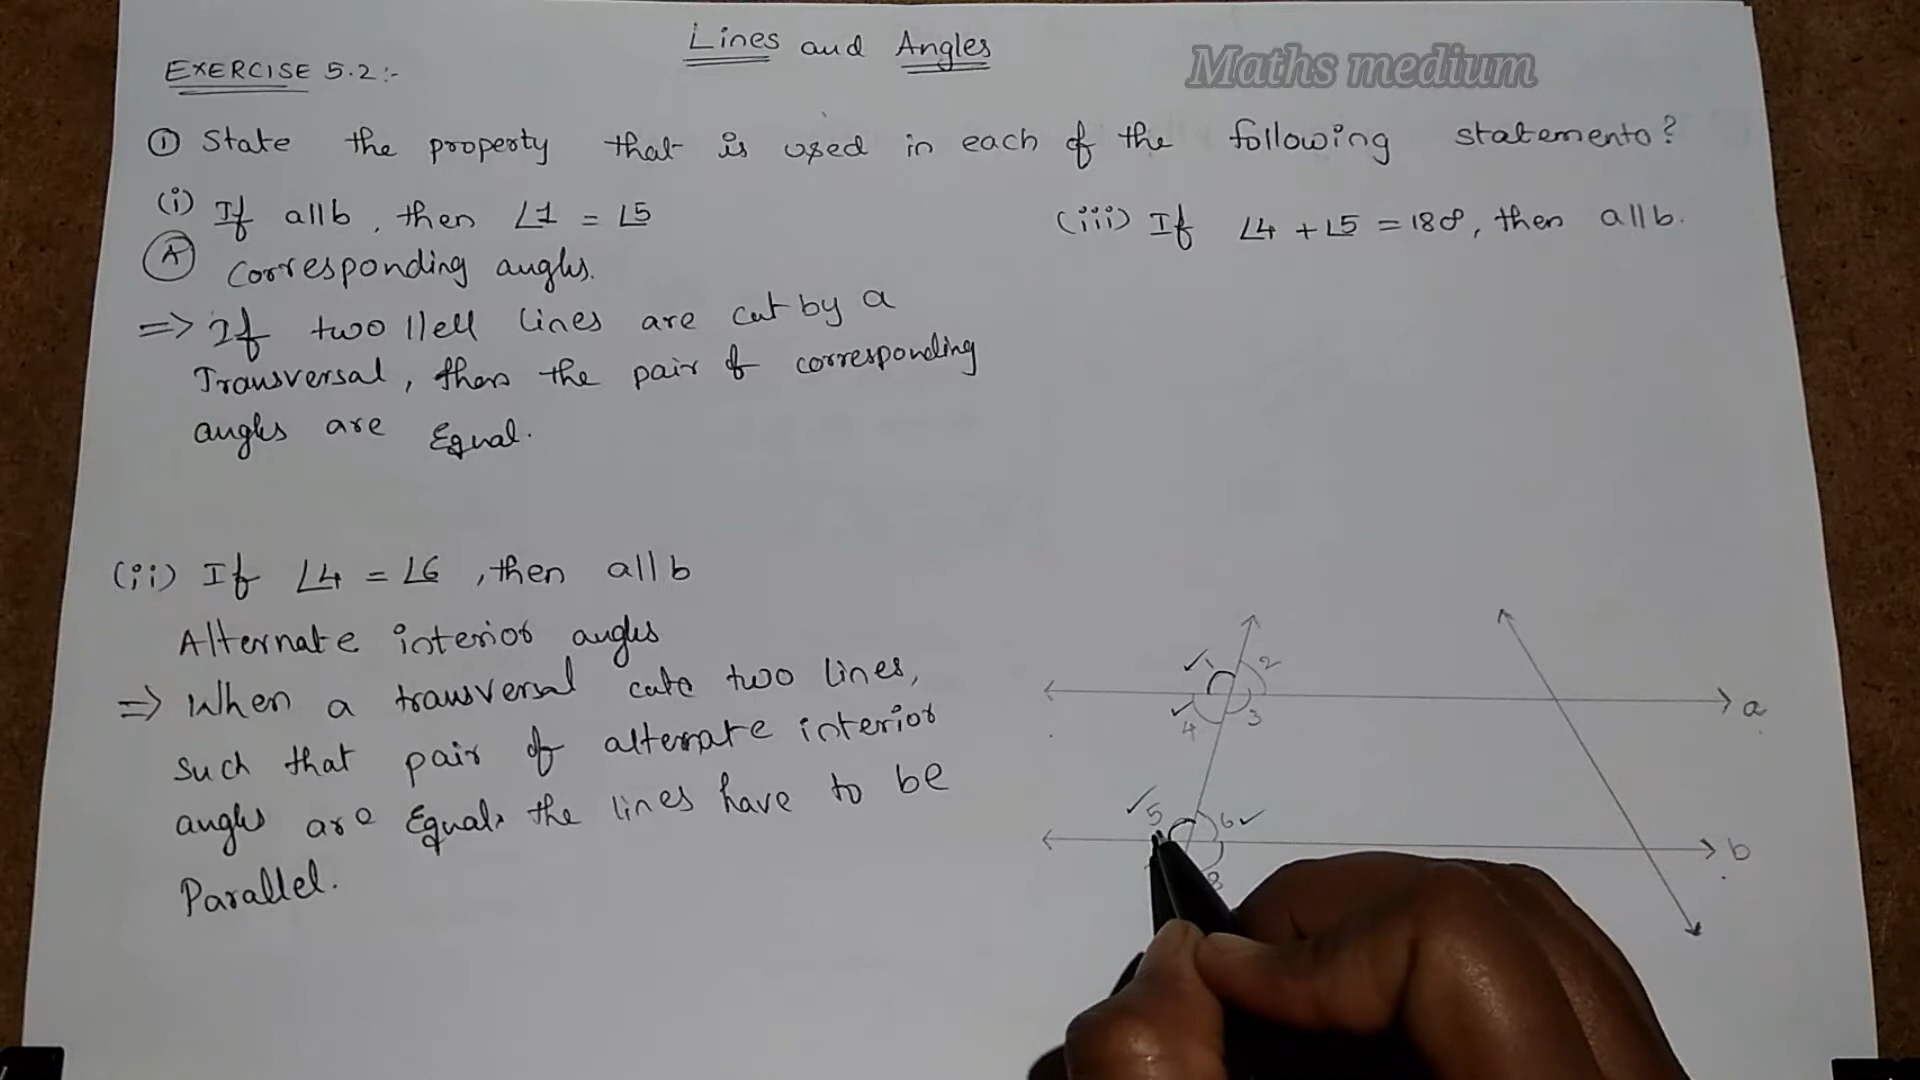 Lines and Angles
Maths medium
EXERCISE 5.2:-
① State the property that is used in each of the following statements?
(i) If a||b, then ∠1 = ∠5
Ⓐ Corresponding angles.
=> If two ||ell lines are cut by a
Transversal, then the pair of corresponding
angles are Equal.
(ii) If ∠4 = ∠6, then a||b
Alternate interior angles
=> When a transversal cuts two lines,
such that pair of alternate interior
angles are Equal, the lines have to be
Parallel.
(iii) If ∠4 + ∠5 = 180, then a||b.
1 2
a
4 3
5 6
b
8